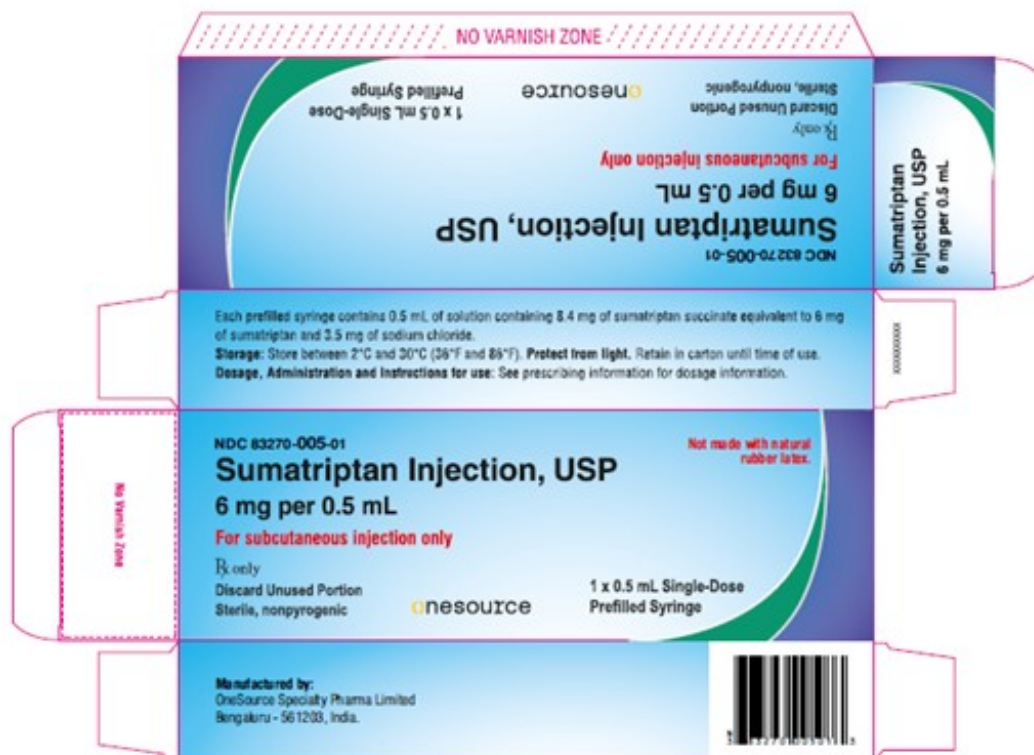 NO VARNISH ZONE
1 x 0.5 mL Single-Dose
Prefilled Syringe
onesource
Discard Unused Portion
Sterile, nonpyrogenic
Rx only
For subcutaneous injection only
6 mg per 0.5 mL
Sumatriptan Injection, USP
NDC 83270-005-01
Sumatriptan
Injection, USP
6 mg per 0.5 mL
Each prefilled syringe contains 0.5 mL of solution containing 8.4 mg of sumatriptan succinate equivalent to 6 mg
of sumatriptan and 3.5 mg of sodium chloride.
Storage: Store between 2°C and 30°C (36°F and 86°F). Protect from light. Retain in carton until time of use.
Dosage, Administration and Instructions for use: See prescribing information for dosage information.
No Varnish Zone
NDC 83270-005-01
Not made with natural
rubber latex.
Sumatriptan Injection, USP
6 mg per 0.5 mL
For subcutaneous injection only
Rx only
Discard Unused Portion
Sterile, nonpyrogenic
onesource
1 x 0.5 mL Single-Dose
Prefilled Syringe
Manufactured by:
OneSource Specialty Pharma Limited
Bengaluru - 561203, India.